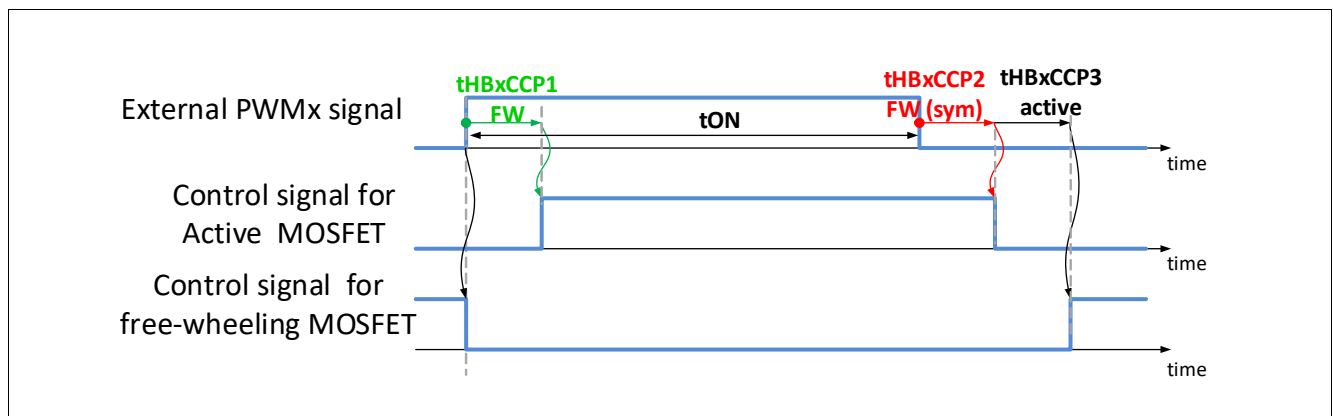 tHBxCCP1
FW
tHBxCCP2
FW (sym)
tHBxCCP3
active
External PWMx signal
tON
time
Control signal for
Active MOSFET
time
Control signal for
free-wheeling MOSFET
time